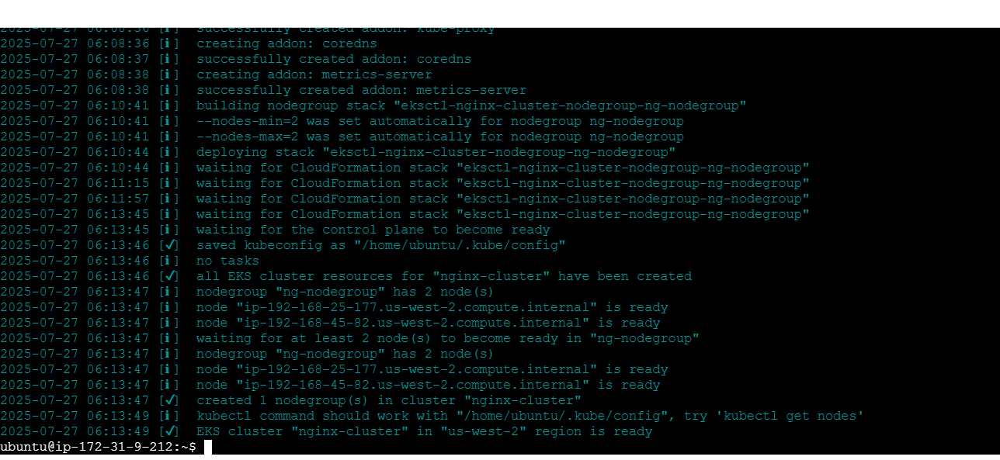 2025-07-27 06:08:36 [ℹ]  successfully created addon: kube-proxy
2025-07-27 06:08:36 [ℹ]  creating addon: coredns
2025-07-27 06:08:37 [ℹ]  successfully created addon: coredns
2025-07-27 06:08:38 [ℹ]  creating addon: metrics-server
2025-07-27 06:08:38 [ℹ]  successfully created addon: metrics-server
2025-07-27 06:10:41 [ℹ]  building nodegroup stack "eksctl-nginx-cluster-nodegroup-ng-nodegroup"
2025-07-27 06:10:41 [ℹ]  --nodes-min=2 was set automatically for nodegroup ng-nodegroup
2025-07-27 06:10:41 [ℹ]  --nodes-max=2 was set automatically for nodegroup ng-nodegroup
2025-07-27 06:10:44 [ℹ]  deploying stack "eksctl-nginx-cluster-nodegroup-ng-nodegroup"
2025-07-27 06:10:44 [ℹ]  waiting for CloudFormation stack "eksctl-nginx-cluster-nodegroup-ng-nodegroup"
2025-07-27 06:11:15 [ℹ]  waiting for CloudFormation stack "eksctl-nginx-cluster-nodegroup-ng-nodegroup"
2025-07-27 06:11:57 [ℹ]  waiting for CloudFormation stack "eksctl-nginx-cluster-nodegroup-ng-nodegroup"
2025-07-27 06:13:45 [ℹ]  waiting for CloudFormation stack "eksctl-nginx-cluster-nodegroup-ng-nodegroup"
2025-07-27 06:13:45 [ℹ]  waiting for the control plane to become ready
2025-07-27 06:13:46 [✔]  saved kubeconfig as "/home/ubuntu/.kube/config"
2025-07-27 06:13:46 [ℹ]  no tasks
2025-07-27 06:13:46 [✔]  all EKS cluster resources for "nginx-cluster" have been created
2025-07-27 06:13:47 [ℹ]  nodegroup "ng-nodegroup" has 2 node(s)
2025-07-27 06:13:47 [ℹ]  node "ip-192-168-25-177.us-west-2.compute.internal" is ready
2025-07-27 06:13:47 [ℹ]  node "ip-192-168-45-82.us-west-2.compute.internal" is ready
2025-07-27 06:13:47 [ℹ]  waiting for at least 2 node(s) to become ready in "ng-nodegroup"
2025-07-27 06:13:47 [ℹ]  nodegroup "ng-nodegroup" has 2 node(s)
2025-07-27 06:13:47 [ℹ]  node "ip-192-168-25-177.us-west-2.compute.internal" is ready
2025-07-27 06:13:47 [ℹ]  node "ip-192-168-45-82.us-west-2.compute.internal" is ready
2025-07-27 06:13:47 [✔]  created 1 nodegroup(s) in cluster "nginx-cluster"
2025-07-27 06:13:49 [ℹ]  kubectl command should work with "/home/ubuntu/.kube/config", try 'kubectl get nodes'
2025-07-27 06:13:49 [✔]  EKS cluster "nginx-cluster" in "us-west-2" region is ready
ubuntu@ip-172-31-9-212:~$